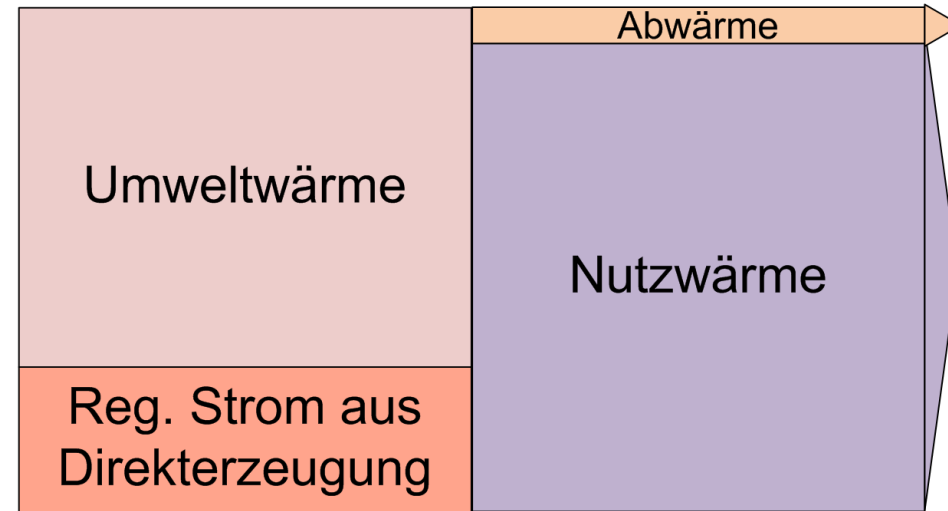 Abwärme
Umweltwärme
Nutzwärme
Reg. Strom aus
Direkterzeugung